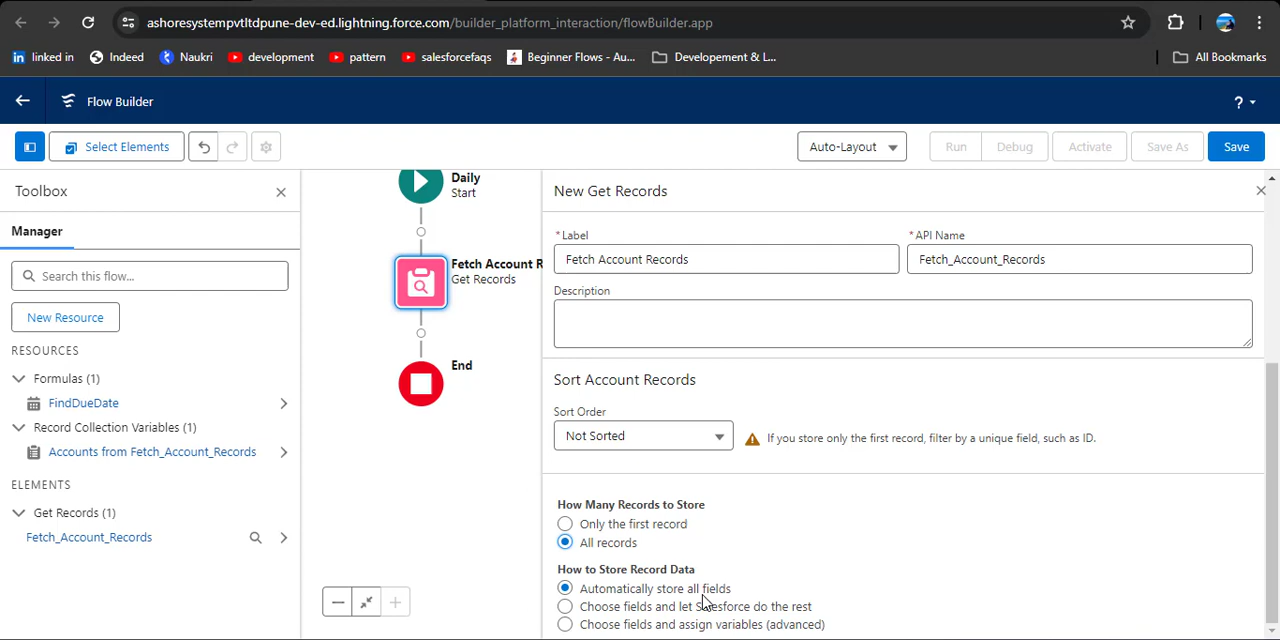 ashoresystempvtltdpune-dev-ed.lightning.force.com/builder_platform_interaction/flowBuilder.app
linked in Indeed Naukri development pattern salesforcefaqs Beginner Flows - Au... Developement & L... All Bookmarks
Flow Builder ?
Select Elements Auto-Layout Run Debug Activate Save As Save
Toolbox
Manager
Search this flow...
New Resource
RESOURCES
Formulas (1)
FindDueDate
Record Collection Variables (1)
Accounts from Fetch_Account_Records
ELEMENTS
Get Records (1)
Fetch_Account_Records
Daily
Start
Fetch Account R
Get Records
End
New Get Records
*Label *API Name
Fetch Account Records Fetch_Account_Records
Description
Sort Account Records
Sort Order
Not Sorted If you store only the first record, filter by a unique field, such as ID.
How Many Records to Store
Only the first record
All records
How to Store Record Data
Automatically store all fields
Choose fields and let Salesforce do the rest
Choose fields and assign variables (advanced)